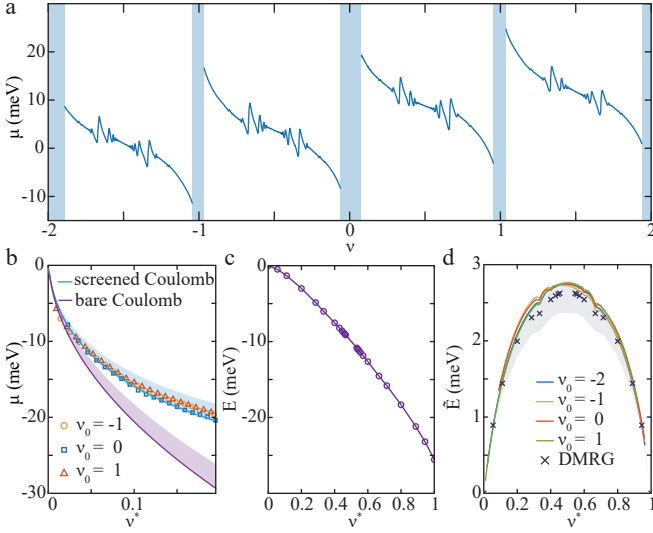 a
μ (meV)
20
10
0
-10
-2
-1
0
1
2
ν
b
c
d
0
-10
-20
-30
μ (meV)
screened Coulomb
bare Coulomb
ν0 = -1
ν0 = 0
ν0 = 1
0
0.1
ν*
0
-10
-20
E (meV)
0 0.2 0.4 0.6 0.8 1
ν*
3
2
1
0
Ẽ (meV)
ν0 = -2
ν0 = -1
ν0 = 0
ν0 = 1
DMRG
0 0.2 0.4 0.6 0.8 1
ν*